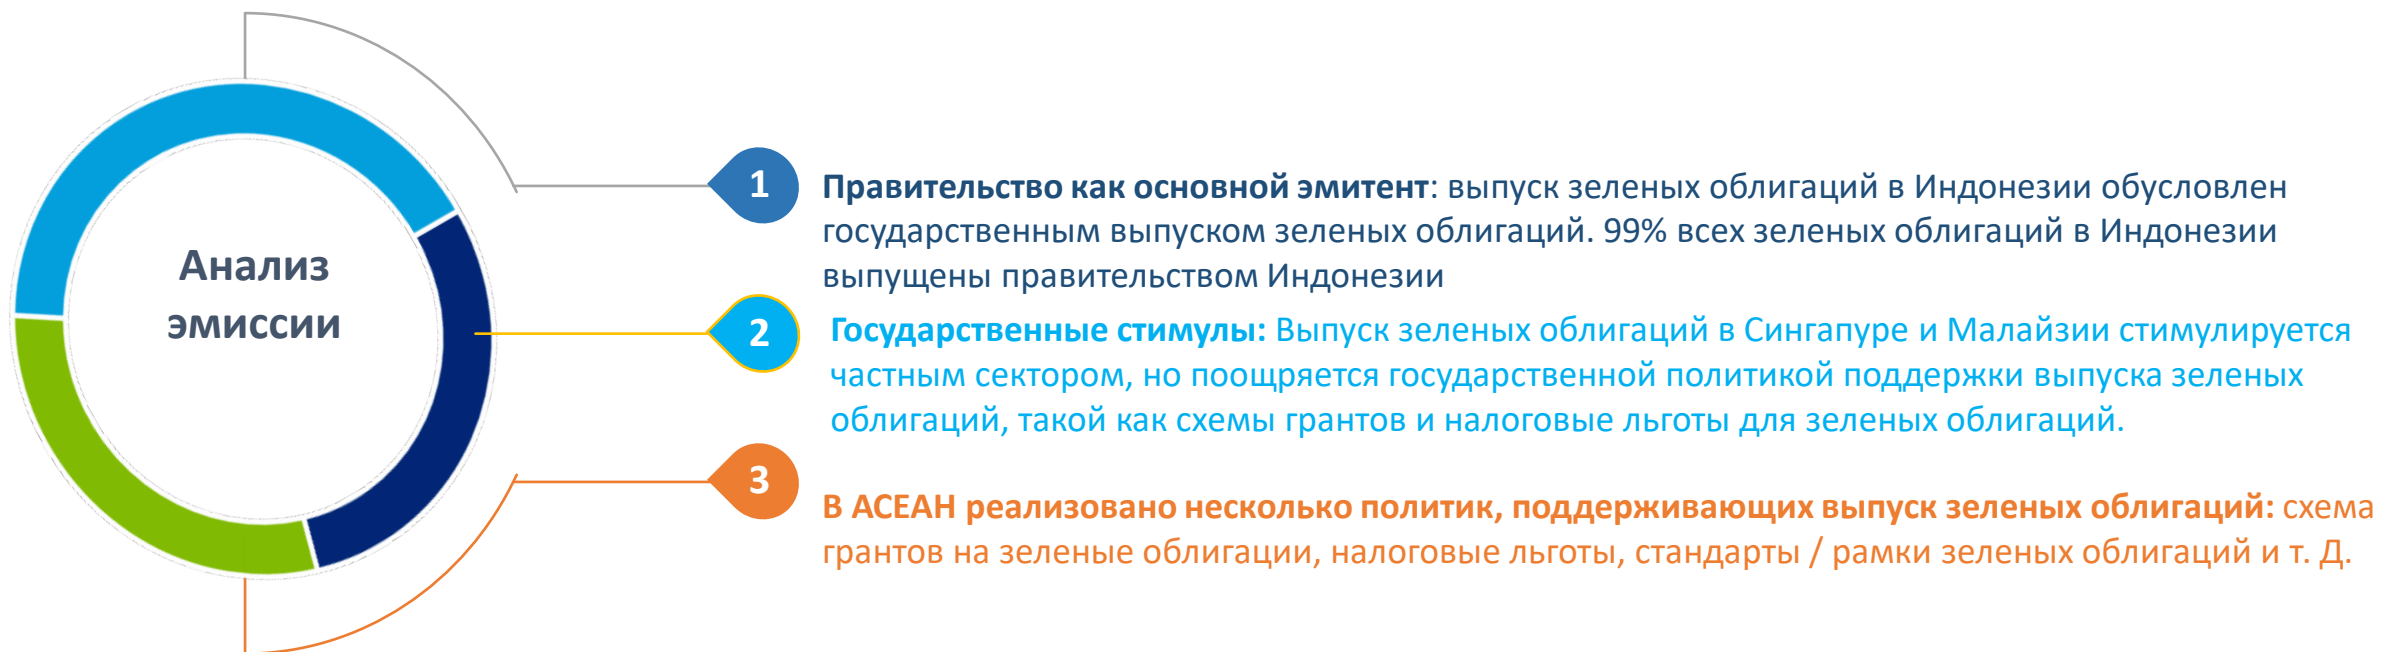 Анализ
эмиссии
1
Правительство как основной эмитент: выпуск зеленых облигаций в Индонезии обусловлен
государственным выпуском зеленых облигаций. 99% всех зеленых облигаций в Индонезии
выпущены правительством Индонезии
2
Государственные стимулы: Выпуск зеленых облигаций в Сингапуре и Малайзии стимулируется
частным сектором, но поощряется государственной политикой поддержки выпуска зеленых
облигаций, такой как схемы грантов и налоговые льготы для зеленых облигаций.
3
В АСЕАН реализовано несколько политик, поддерживающих выпуск зеленых облигаций: схема
грантов на зеленые облигации, налоговые льготы, стандарты / рамки зеленых облигаций и т. Д.